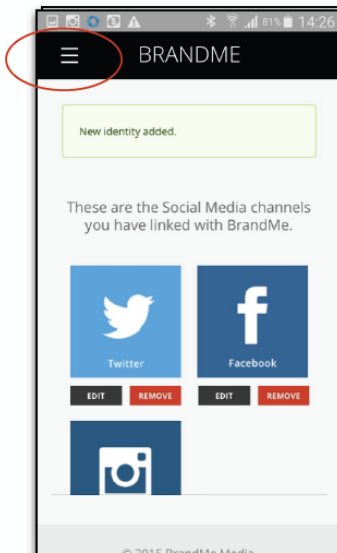 81% 14:26
BRANDME
New identity added.
These are the Social Media channels
you have linked with BrandMe.
Twitter Facebook
EDIT REMOVE EDIT REMOVE
© 2015 BrandMe Media